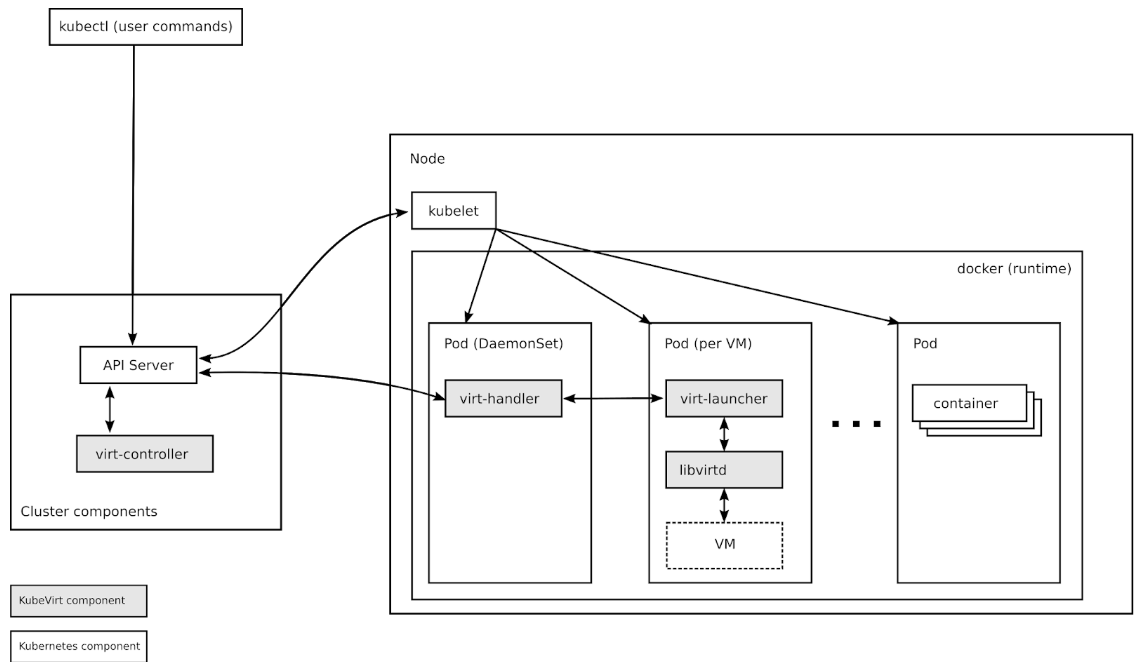 kubectl (user commands)
Node
kubelet
docker (runtime)
Pod (DaemonSet)
Pod (per VM)
Pod
API Server
virt-handler
virt-launcher
container
virt-controller
libvirtd
Cluster components
VM
KubeVirt component
Kubernetes component